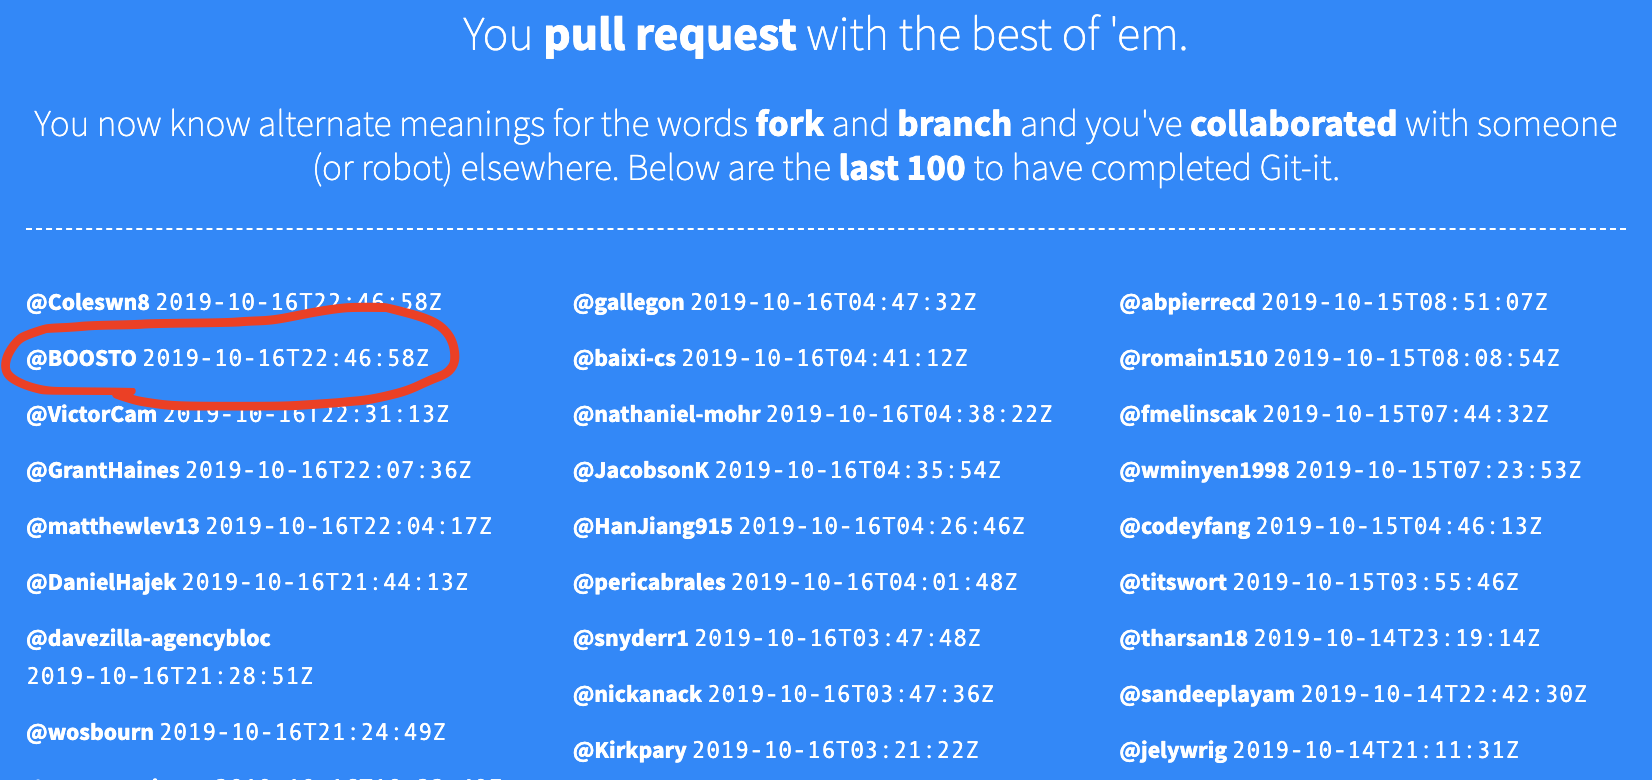 You pull request with the best of 'em.
You now know alternate meanings for the words fork and branch and you've collaborated with someone
(or robot) elsewhere. Below are the last 100 to have completed Git-it.
@Coleswn8 2019-10-16T22:46:58Z
@BOOSTO 2019-10-16T22:46:58Z
@VictorCam 2019-10-16T22:31:13Z
@GrantHaines 2019-10-16T22:07:36Z
@matthewlev13 2019-10-16T22:04:17Z
@DanielHajek 2019-10-16T21:44:13Z
@davezilla-agencybloc
2019-10-16T21:28:51Z
@wosbourn 2019-10-16T21:24:49Z
@gallegon 2019-10-16T04:47:32Z
@baixi-cs 2019-10-16T04:41:12Z
@nathaniel-mohr 2019-10-16T04:38:22Z
@JacobsonK 2019-10-16T04:35:54Z
@HanJiang915 2019-10-16T04:26:46Z
@pericabrales 2019-10-16T04:01:48Z
@snyderr1 2019-10-16T03:47:48Z
@nickanack 2019-10-16T03:47:36Z
@Kirkpary 2019-10-16T03:21:22Z
@abpierrecd 2019-10-15T08:51:07Z
@romain1510 2019-10-15T08:08:54Z
@fmelinscak 2019-10-15T07:44:32Z
@wminyen1998 2019-10-15T07:23:53Z
@codeyfang 2019-10-15T04:46:13Z
@titswort 2019-10-15T03:55:46Z
@tharsan18 2019-10-14T23:19:14Z
@sandeeplayam 2019-10-14T22:42:30Z
@jelywrig 2019-10-14T21:11:31Z